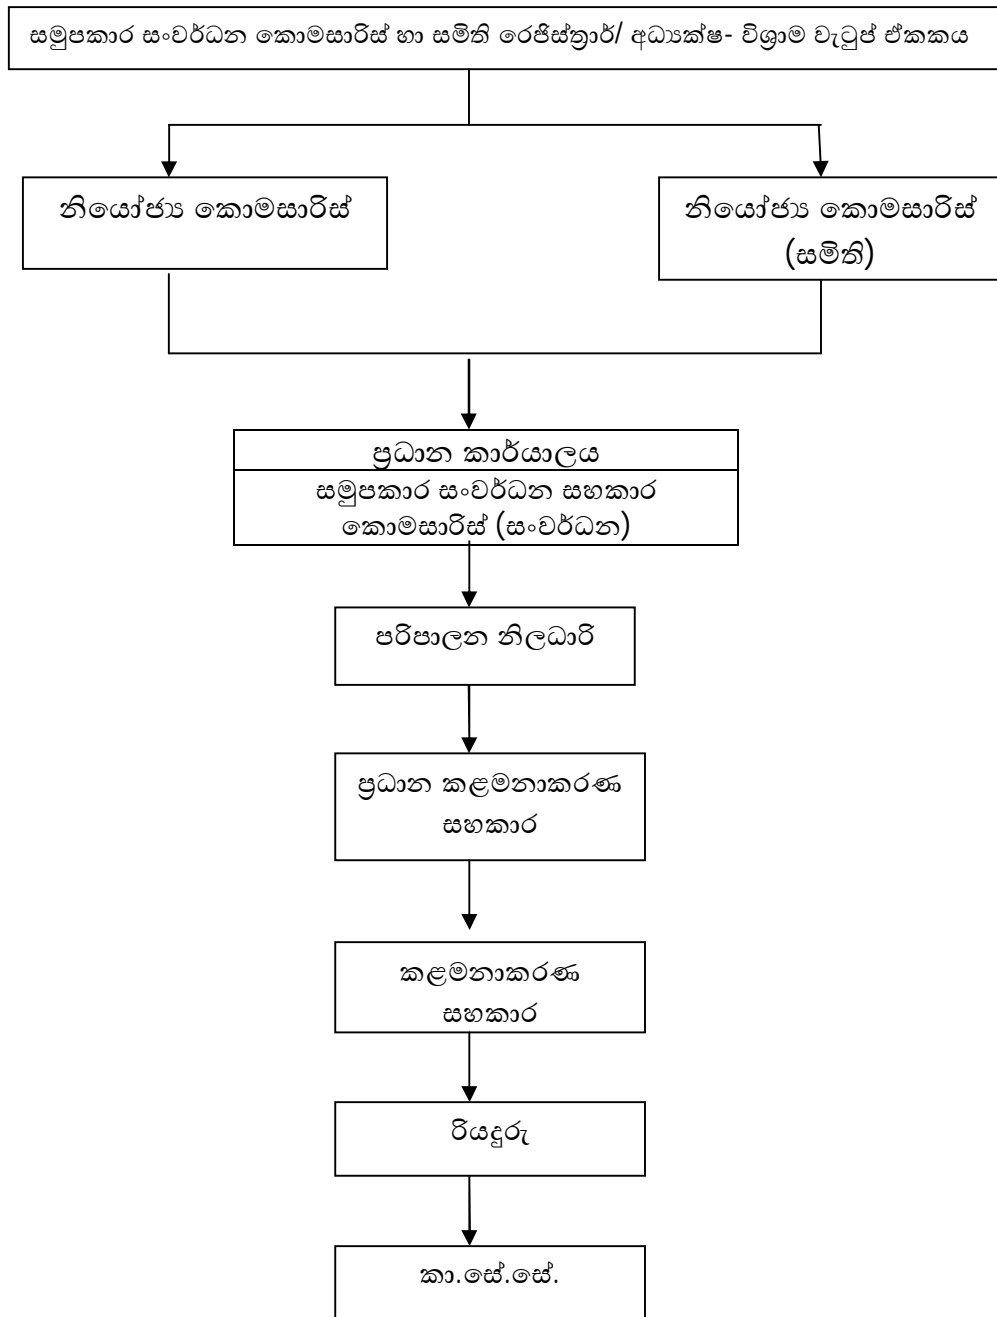 සමුපකාර සංවර්ධන කොමසාරිස් හා සමිති රෙජිස්ත්‍රාර්/ අධ්‍යක්ෂ- විශ්‍රාම වැටුප් ඒකකය
නියෝජ්‍ය කොමසාරිස්
නියෝජ්‍ය කොමසාරිස්
(සමිති)
ප්‍රධාන කාර්යාලය
සමුපකාර සංවර්ධන සහකාර
කොමසාරිස් (සංවර්ධන)
පරිපාලන නිලධාරි
ප්‍රධාන කළමනාකරණ
සහකාර
කළමනාකරණ
සහකාර
රියදුරු
කා.සේ.සේ.